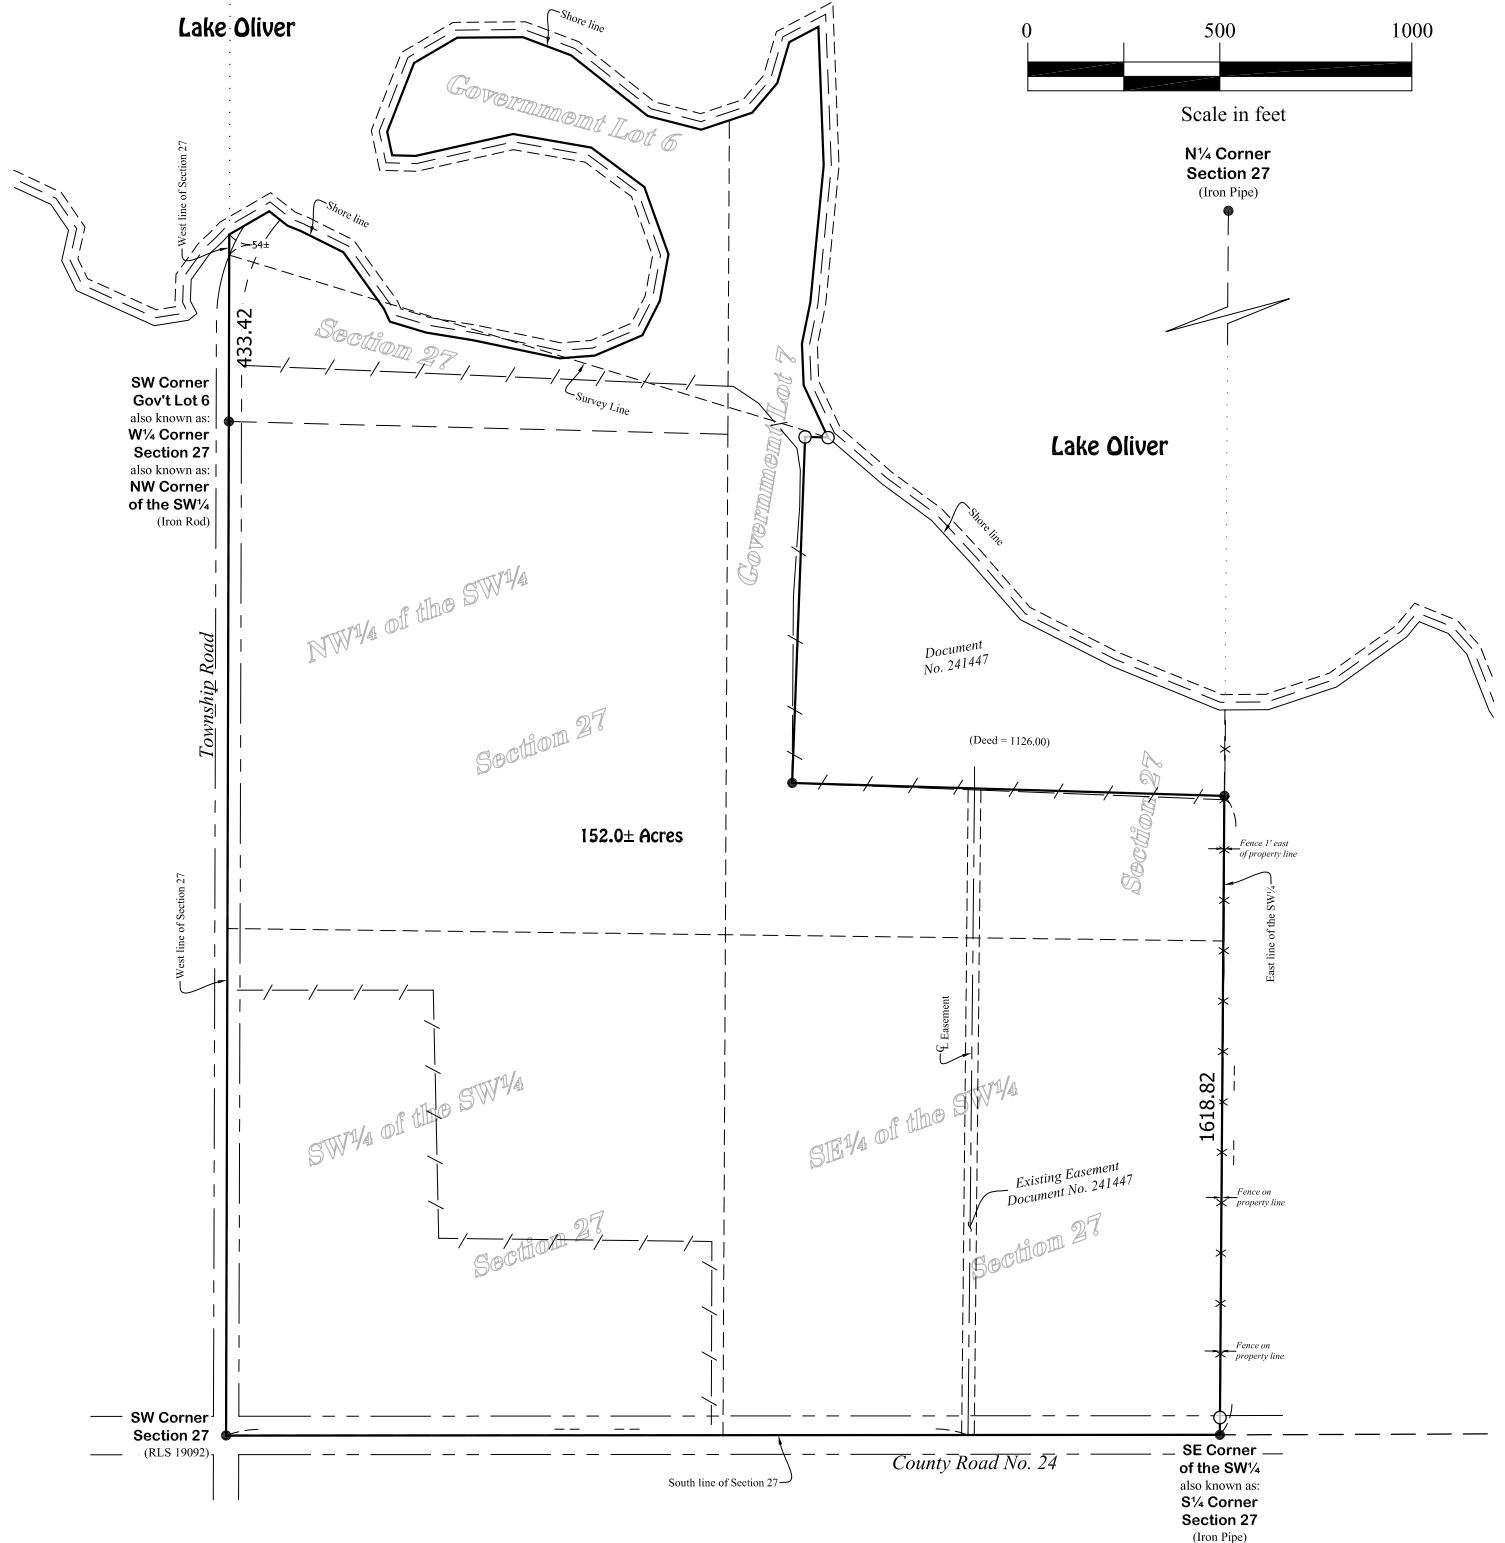 Lake Oliver
Shore line
0 500 1000
Scale in feet
Government Lot 6
N¼ Corner
Section 27
(Iron Pipe)
West line of Section 27
Shore line
54±
433.42
Section 27
SW Corner
Gov't Lot 6
also known as:
W¼ Corner
Section 27
also known as:
NW Corner
of the SW¼
(Iron Rod)
Survey Line
Government Lot 7
Lake Oliver
Shore line
NW¼ of the SW¼
Section 27
Township Road
Document
No. 241447
(Deed = 1126.00)
Section 27
152.0± Acres
Fence 1' east
of property line
East line of the SW¼
West line of Section 27
℄ Easement
SW¼ of the SW¼
Section 27
SE¼ of the SW¼
Section 27
1618.82
Existing Easement
Document No. 241447
Fence on
property line
Fence on
property line
SW Corner
Section 27
(RLS 19092)
South line of Section 27
County Road No. 24
SE Corner
of the SW¼
also known as:
S¼ Corner
Section 27
(Iron Pipe)